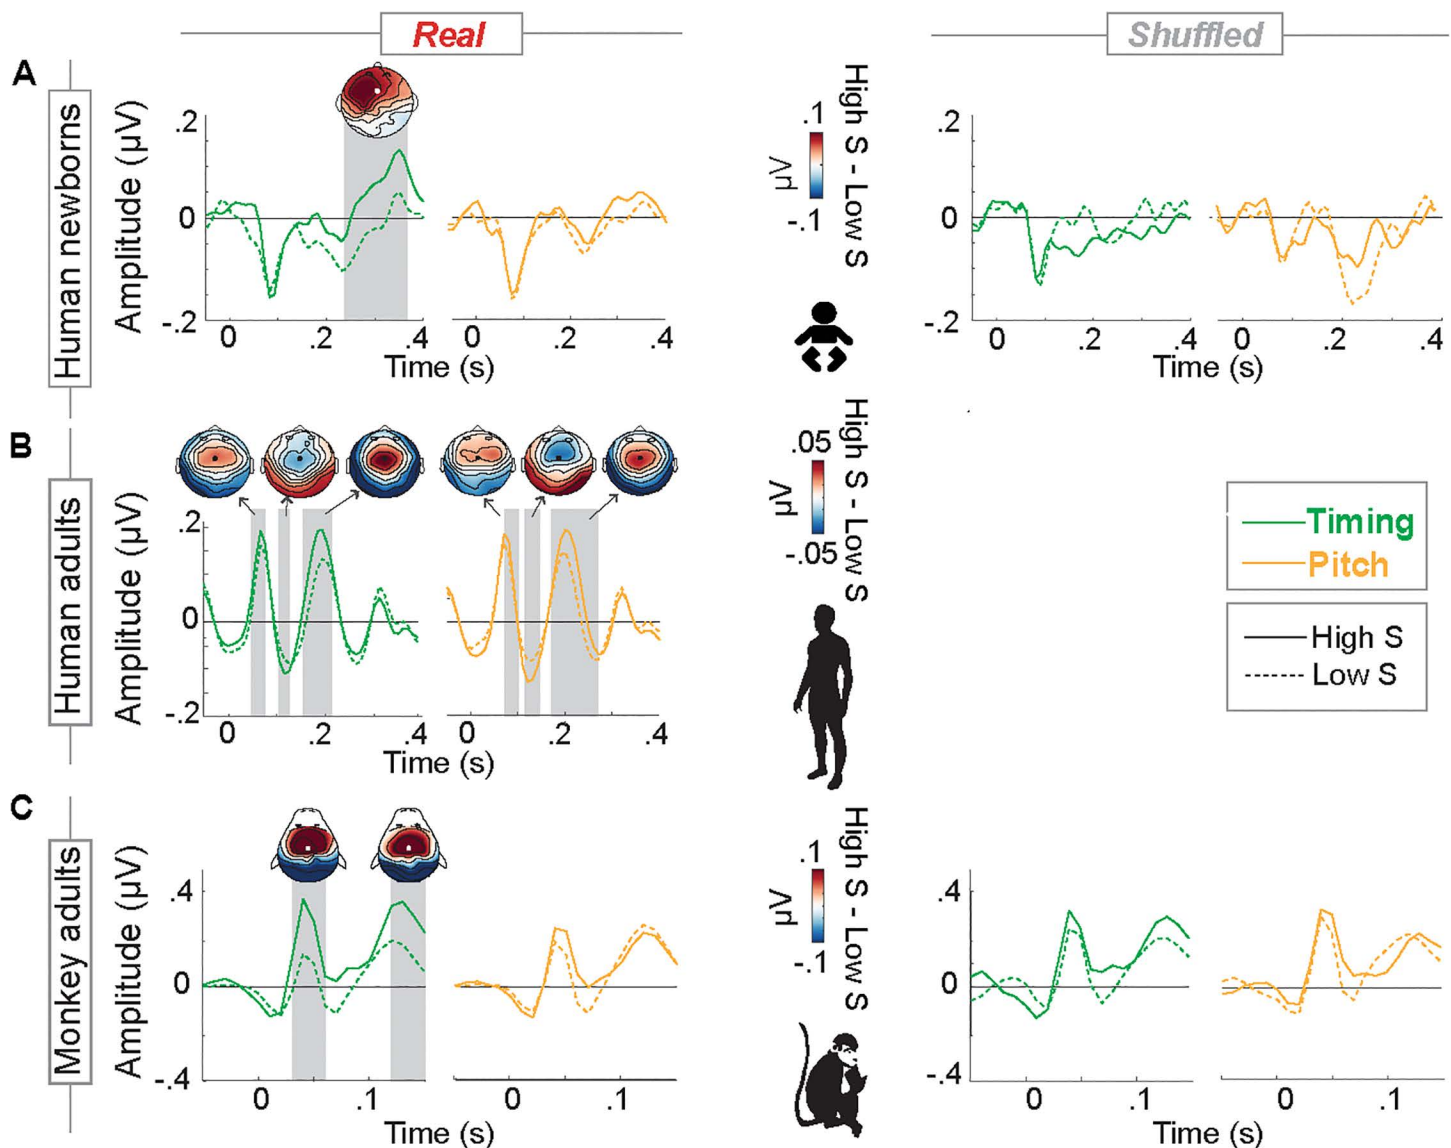 Real
Shuffled
A
Human newborns
Amplitude (µV)
.2
0
-.2
0
.2
.4
0
.2
.4
Time (s)
High S - Low S
µV
.1
-.1
.2
0
-.2
0
.2
.4
0
.2
.4
Time (s)
B
Human adults
Amplitude (µV)
.2
0
-.2
0
.2
.4
0
.2
.4
Time (s)
High S - Low S
µV
.05
-.05
Timing
Pitch
High S
Low S
C
Monkey adults
Amplitude (µV)
.4
0
-.4
0
.1
0
.1
Time (s)
High S - Low S
µV
.1
-.1
.4
0
-.4
0
.1
0
.1
Time (s)